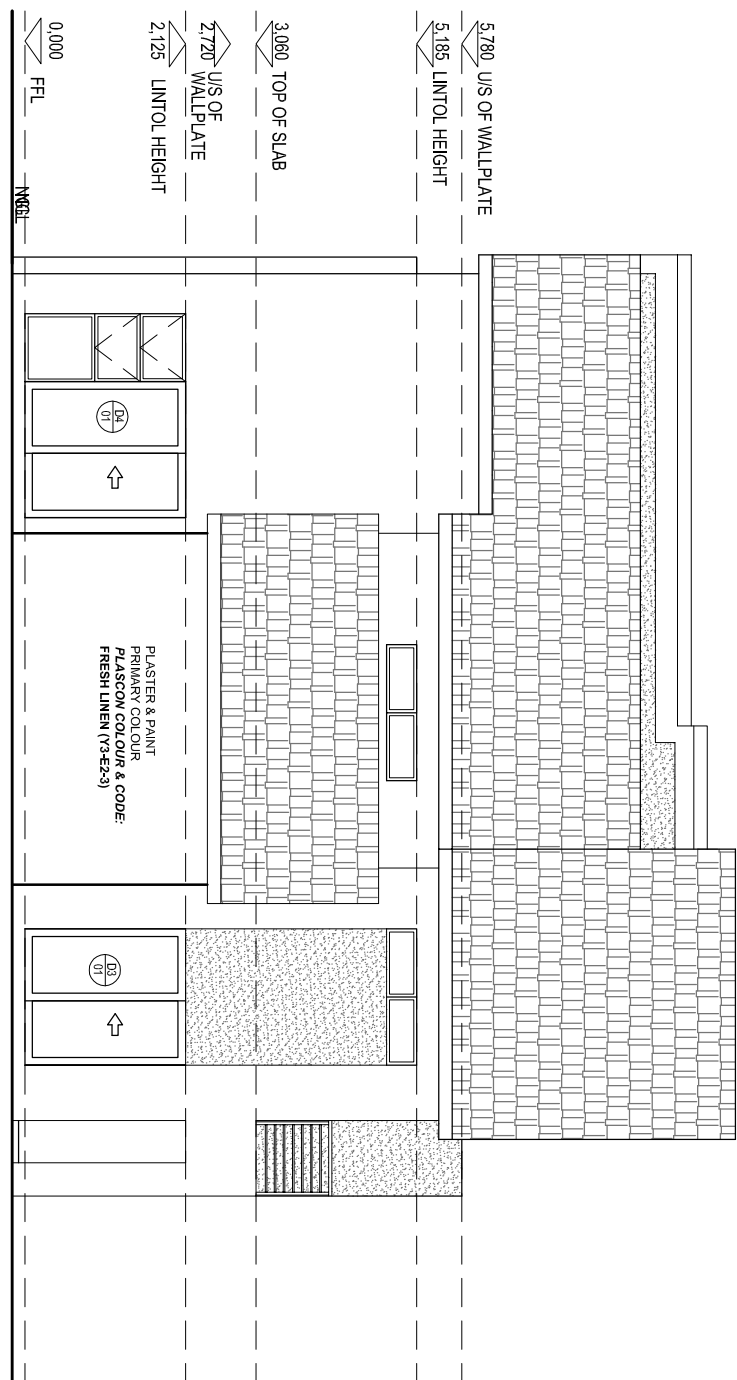 5,780 U/S OF WALLPLATE
5,185 LINTOL HEIGHT
3,060 TOP OF SLAB
2,720 U/S OF
WALLPLATE
2,125 LINTOL HEIGHT
0,000 FFL
D4
01
PLASTER & PAINT
PRIMARY COLOUR
PLASCON COLOUR & CODE:
FRESH LINEN (Y3-E2-3)
D3
01